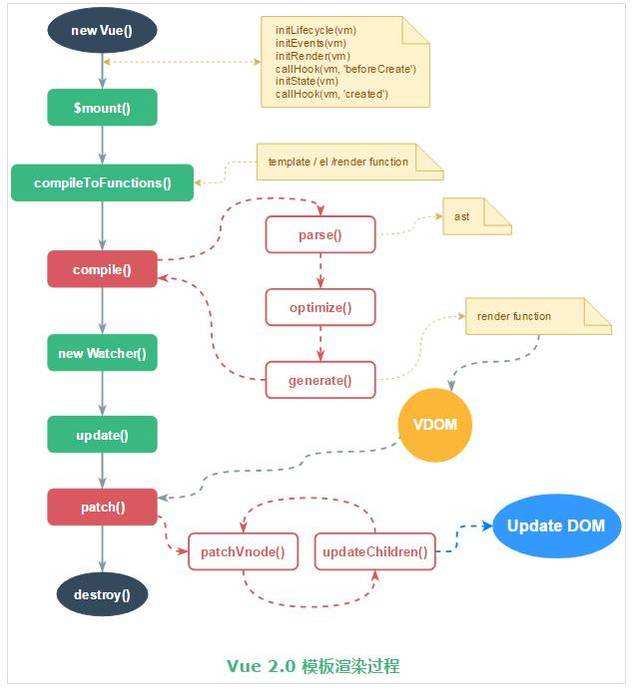 new Vue()
initLifecycle(vm)
initEvents(vm)
initRender(vm)
callHook(vm, 'beforeCreate')
initState(vm)
callHook(vm, 'created')
$mount()
template / el /render function
compileToFunctions()
parse()
ast
compile()
optimize()
render function
new Watcher()
generate()
VDOM
update()
patch()
Update DOM
patchVnode()
updateChildren()
destroy()
Vue 2.0 模板渲染过程